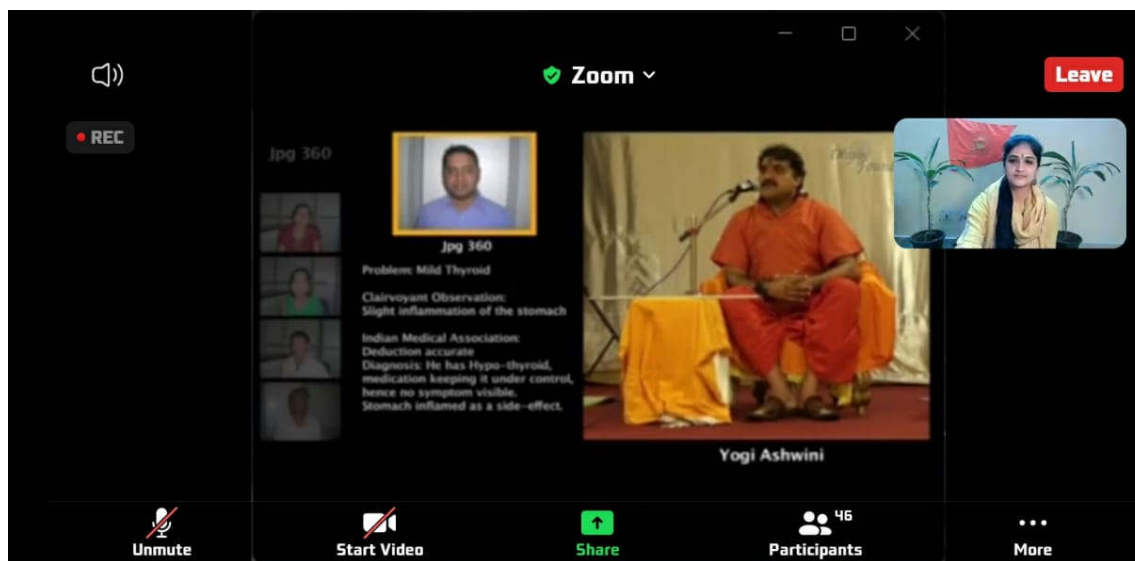 Zoom
Leave
REC
Jpg 360
Jpg 360
Problem: Mild Thyroid
Clairvoyant Observation:
Slight inflammation of the stomach
Indian Medical Association:
Deduction accurate
Diagnosis: He has Hypo-thyroid,
medication keeping it under control,
hence no symptom visible.
Stomach inflamed as a side-effect.
Yogi Ashwini
46
Unmute
Start Video
Share
Participants
More